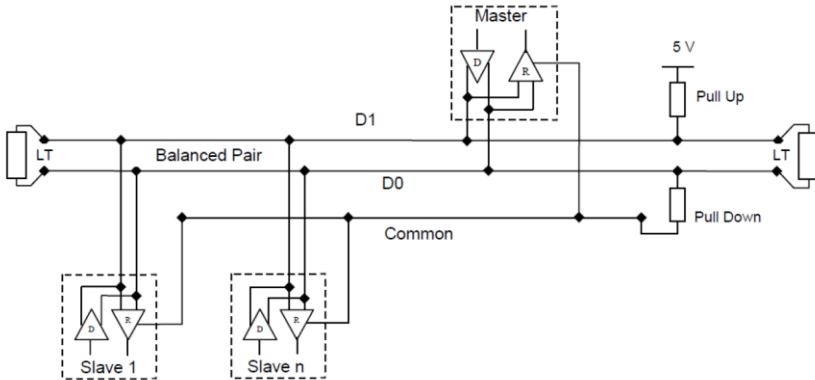 Master
D
R
5 V
Pull Up
D1
LT
Balanced Pair
LT
D0
Pull Down
Common
D
R
D
R
Slave 1
Slave n